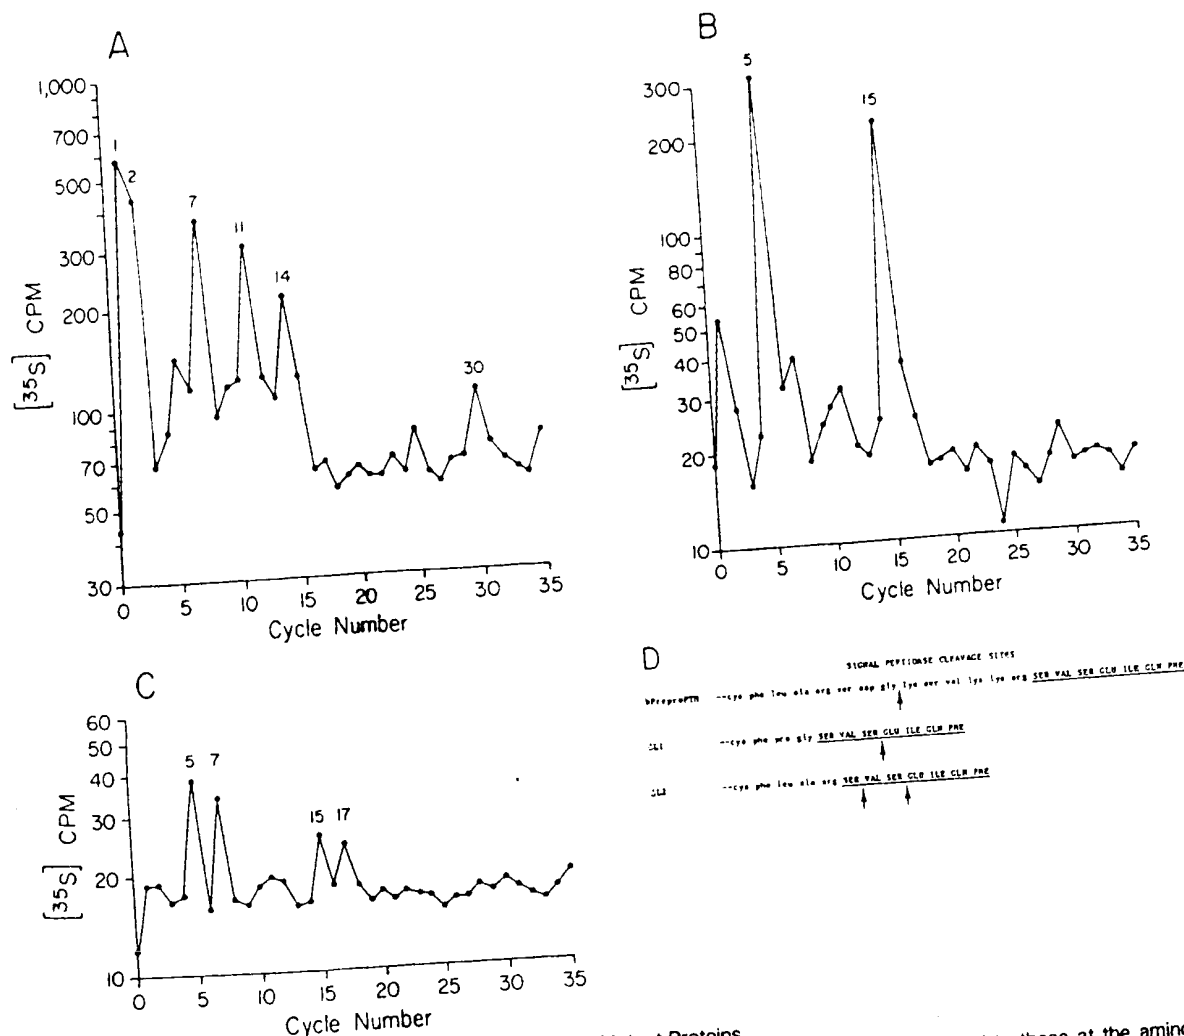 A
1,000
700
500
300
200
100
70
50
30
[³⁵S] CPM
1
2
7
11
14
30
0 5 10 15 20 25 30 35
Cycle Number
B
300
200
100
80
60
50
40
30
20
10
[³⁵S] CPM
5
15
0 5 10 15 20 25 30 35
Cycle Number
C
60
50
40
30
20
10
[³⁵S] CPM
5 7
15 17
0 5 10 15 20 25 30 35
Cycle Number
D
SIGNAL PEPTIDASE CLEAVAGE SITES
--cys phe leu ala arg ser asp gly lys ser val lys lys arg SER VAL SER GLU ILE GLN PHE
--cys phe pro gly SER VAL SER GLU ILE GLN PHE
--cys phe leu ala arg SER VAL SER GLU ILE GLN PHE
Proteins
those at the amino